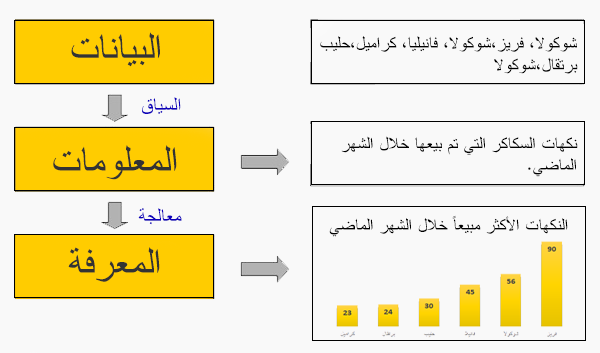 البيانات
شوكولا، فريز،شوكولا، فانيليا، كراميل،حليب
برتقال،شوكولا
السياق
المعلومات
نكهات السكاكر التي تم بيعها خلال الشهر
الماضي.
معالجة
المعرفة
النكهات الأكثر مبيعاً خلال الشهر الماضي
90
56
45
30
24
23
فريز
شوكولا
فانيلا
حليب
برتقال
كراميل